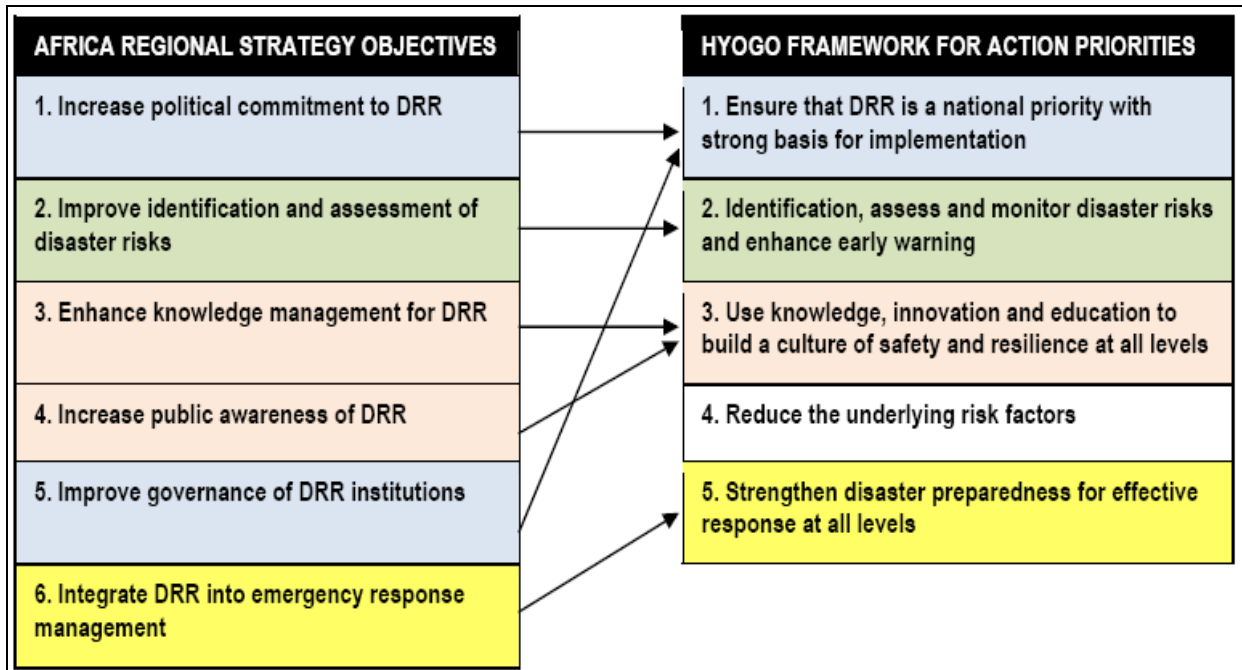 AFRICA REGIONAL STRATEGY OBJECTIVES
1. Increase political commitment to DRR
2. Improve identification and assessment of
disaster risks
3. Enhance knowledge management for DRR
4. Increase public awareness of DRR
5. Improve governance of DRR institutions
6. Integrate DRR into emergency response
management
HYOGO FRAMEWORK FOR ACTION PRIORITIES
1. Ensure that DRR is a national priority with
strong basis for implementation
2. Identification, assess and monitor disaster risks
and enhance early warning
3. Use knowledge, innovation and education to
build a culture of safety and resilience at all levels
4. Reduce the underlying risk factors
5. Strengthen disaster preparedness for effective
response at all levels